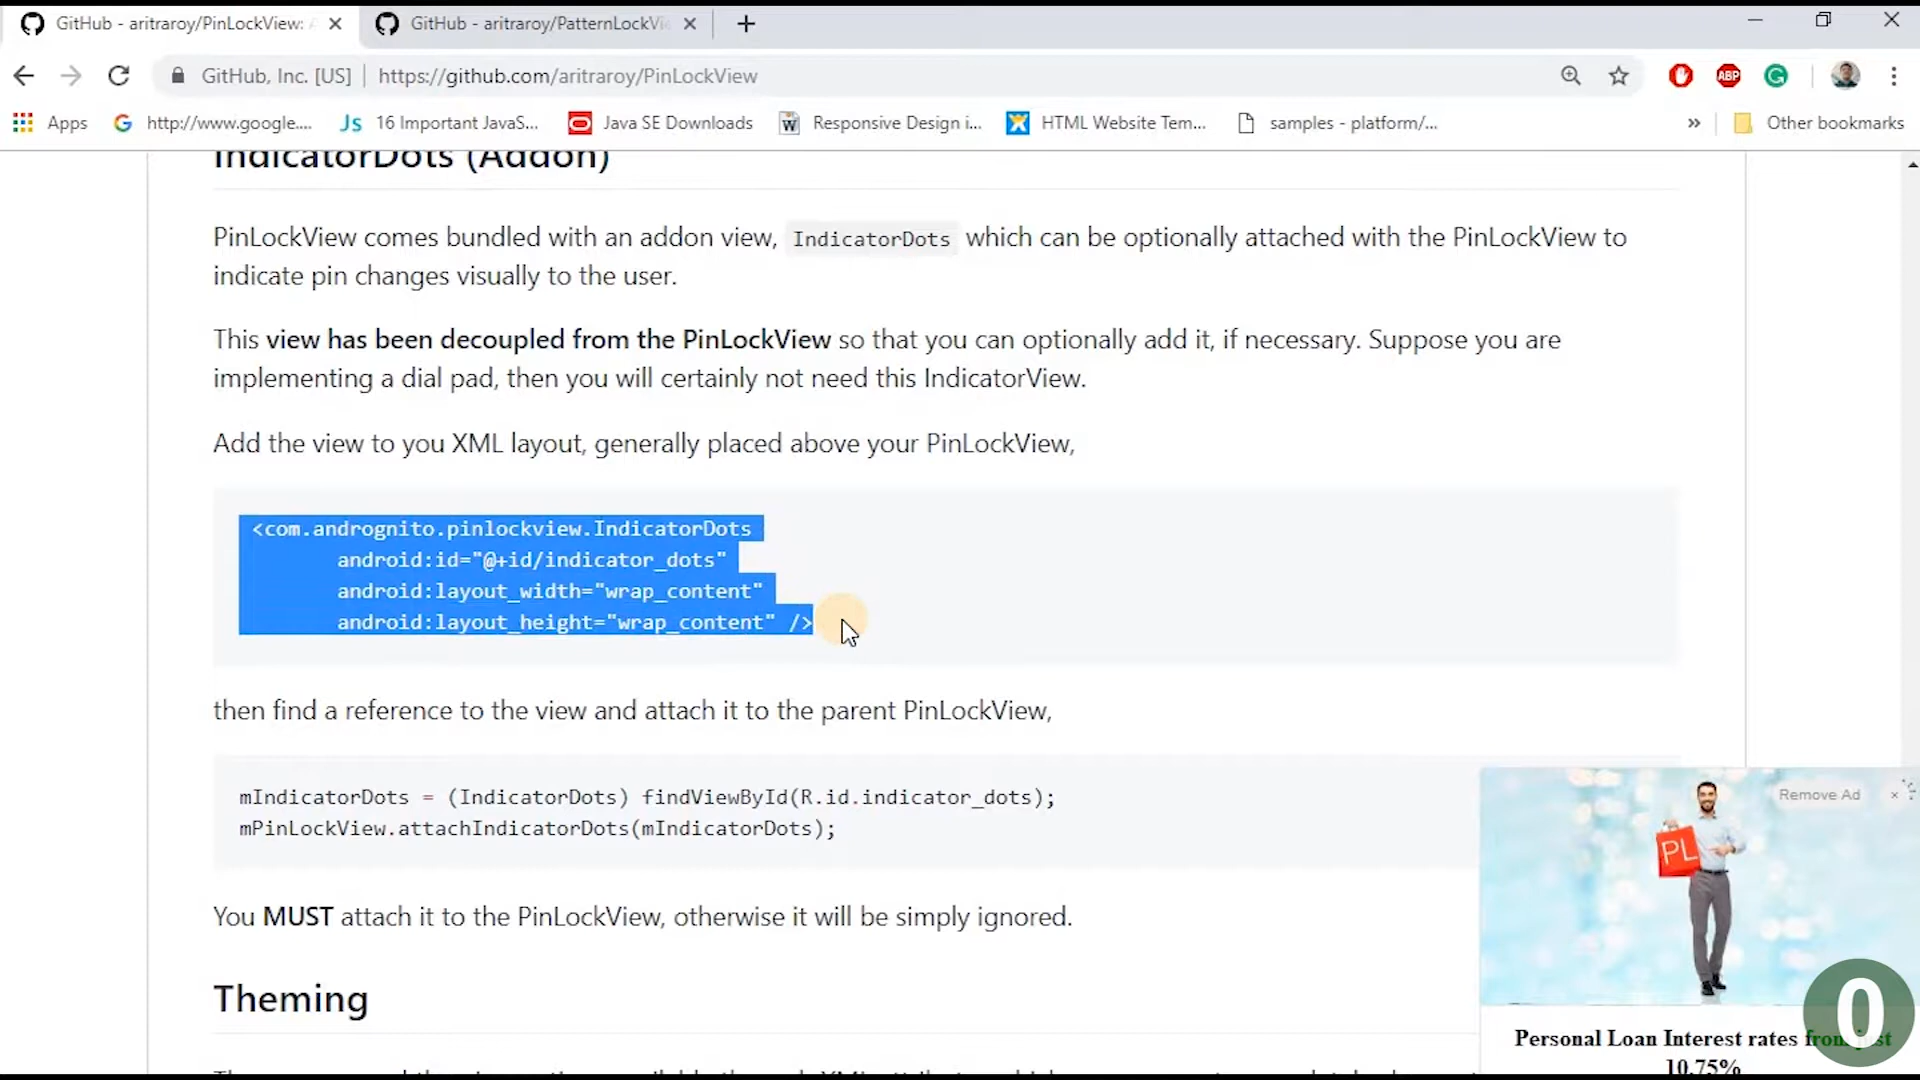 GitHub - aritraroy/PinLockView:
GitHub - aritraroy/PatternLockVi
GitHub, Inc. [US] https://github.com/aritraroy/PinLockView
ABP
Apps
http://www.google....
JS 16 Important JavaS...
Java SE Downloads
W Responsive Design i...
HTML Website Tem...
samples - platform/...
»
Other bookmarks
IndicatorDots (Addon)
PinLockView comes bundled with an addon view, IndicatorDots which can be optionally attached with the PinLockView to
indicate pin changes visually to the user.
This view has been decoupled from the PinLockView so that you can optionally add it, if necessary. Suppose you are
implementing a dial pad, then you will certainly not need this IndicatorView.
Add the view to you XML layout, generally placed above your PinLockView,
<com.andrognito.pinlockview.IndicatorDots
android:id="@+id/indicator_dots"
android:layout_width="wrap_content"
android:layout_height="wrap_content" />
then find a reference to the view and attach it to the parent PinLockView,
mIndicatorDots = (IndicatorDots) findViewById(R.id.indicator_dots);
mPinLockView.attachIndicatorDots(mIndicatorDots);
Remove Ad
PL
You MUST attach it to the PinLockView, otherwise it will be simply ignored.
Theming
0
Personal Loan Interest rates from just
10.75%